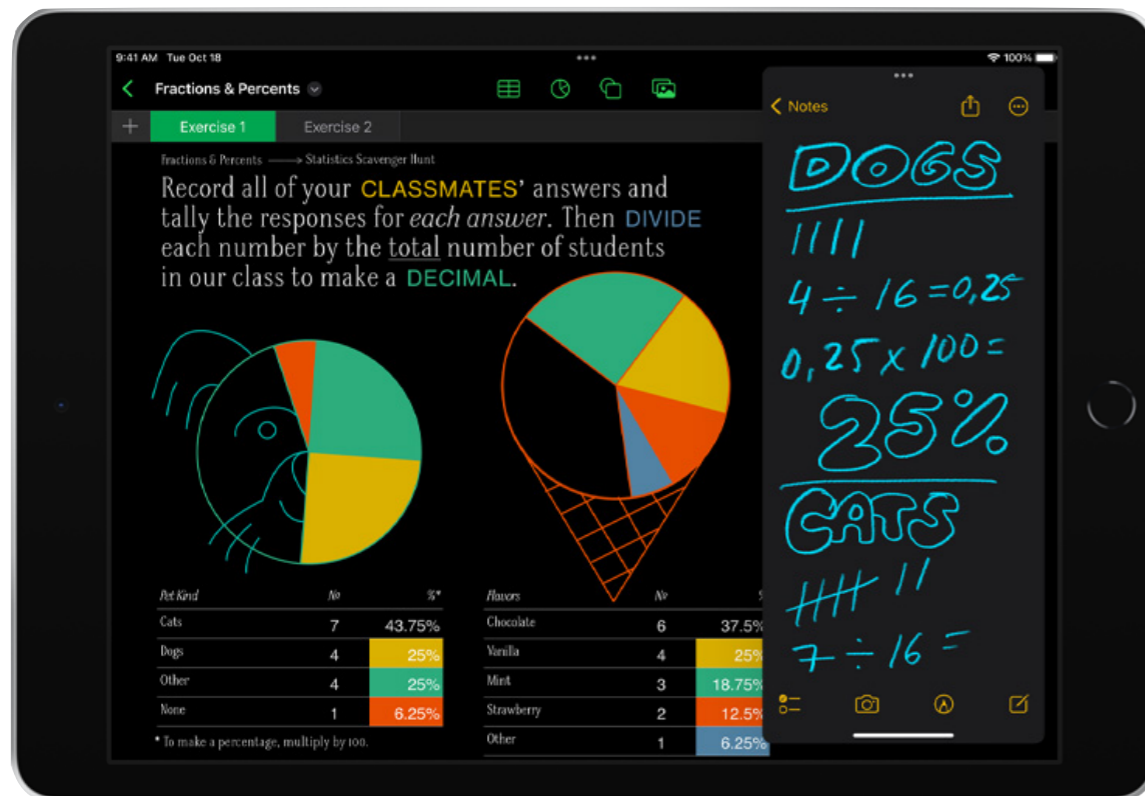 9:41 AM Tue Oct 18
100%
Fractions & Percents
Exercise 1
Exercise 2
Fractions & Percents ⟶ Statistics Scavenger Hunt
Record all of your CLASSMATES’ answers and
tally the responses for each answer. Then DIVIDE
each number by the total number of students
in our class to make a DECIMAL.
Pet Kind № %*
Cats 7 43.75%
Dogs 4 25%
Other 4 25%
None 1 6.25%
* To make a percentage, multiply by 100.
Flavors № %
Chocolate 6 37.5%
Vanilla 4 25%
Mint 3 18.75%
Strawberry 2 12.5%
Other 1 6.25%
Notes
DOGS
4 ÷ 16 = 0,25
0,25 x 100 =
25%
CATS
7 ÷ 16 =